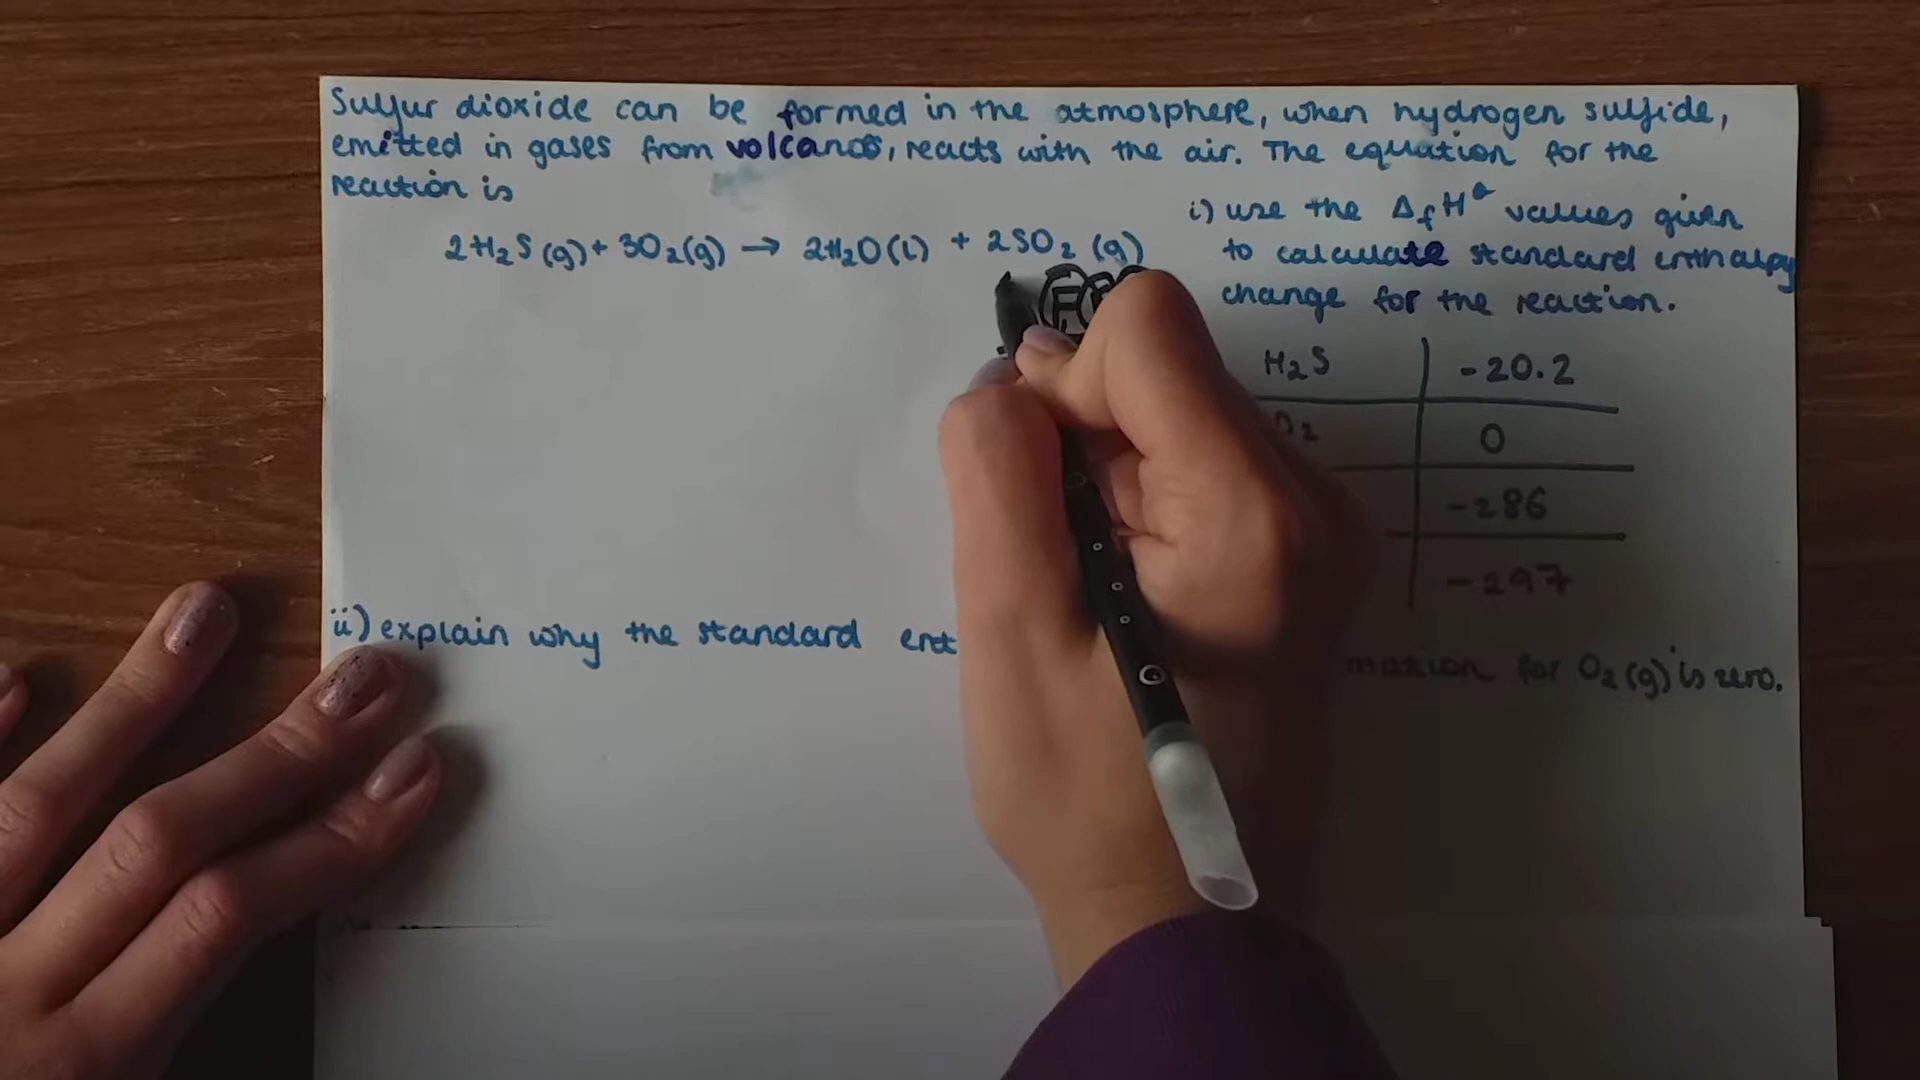 Sulfur dioxide can be formed in the atmosphere, when hydrogen sulfide,
emitted in gases from volcanos, reacts with the air. The equation for the
reaction is
2H₂S(g) + 3O₂(g) → 2H₂O(l) + 2SO₂(g)
i) use the ΔfH⦵ values given
to calculate standard enthalpy
change for the reaction.
H₂S -20.2
O₂ 0
-286
-297
ii) explain why the standard
for O₂(g) is zero.